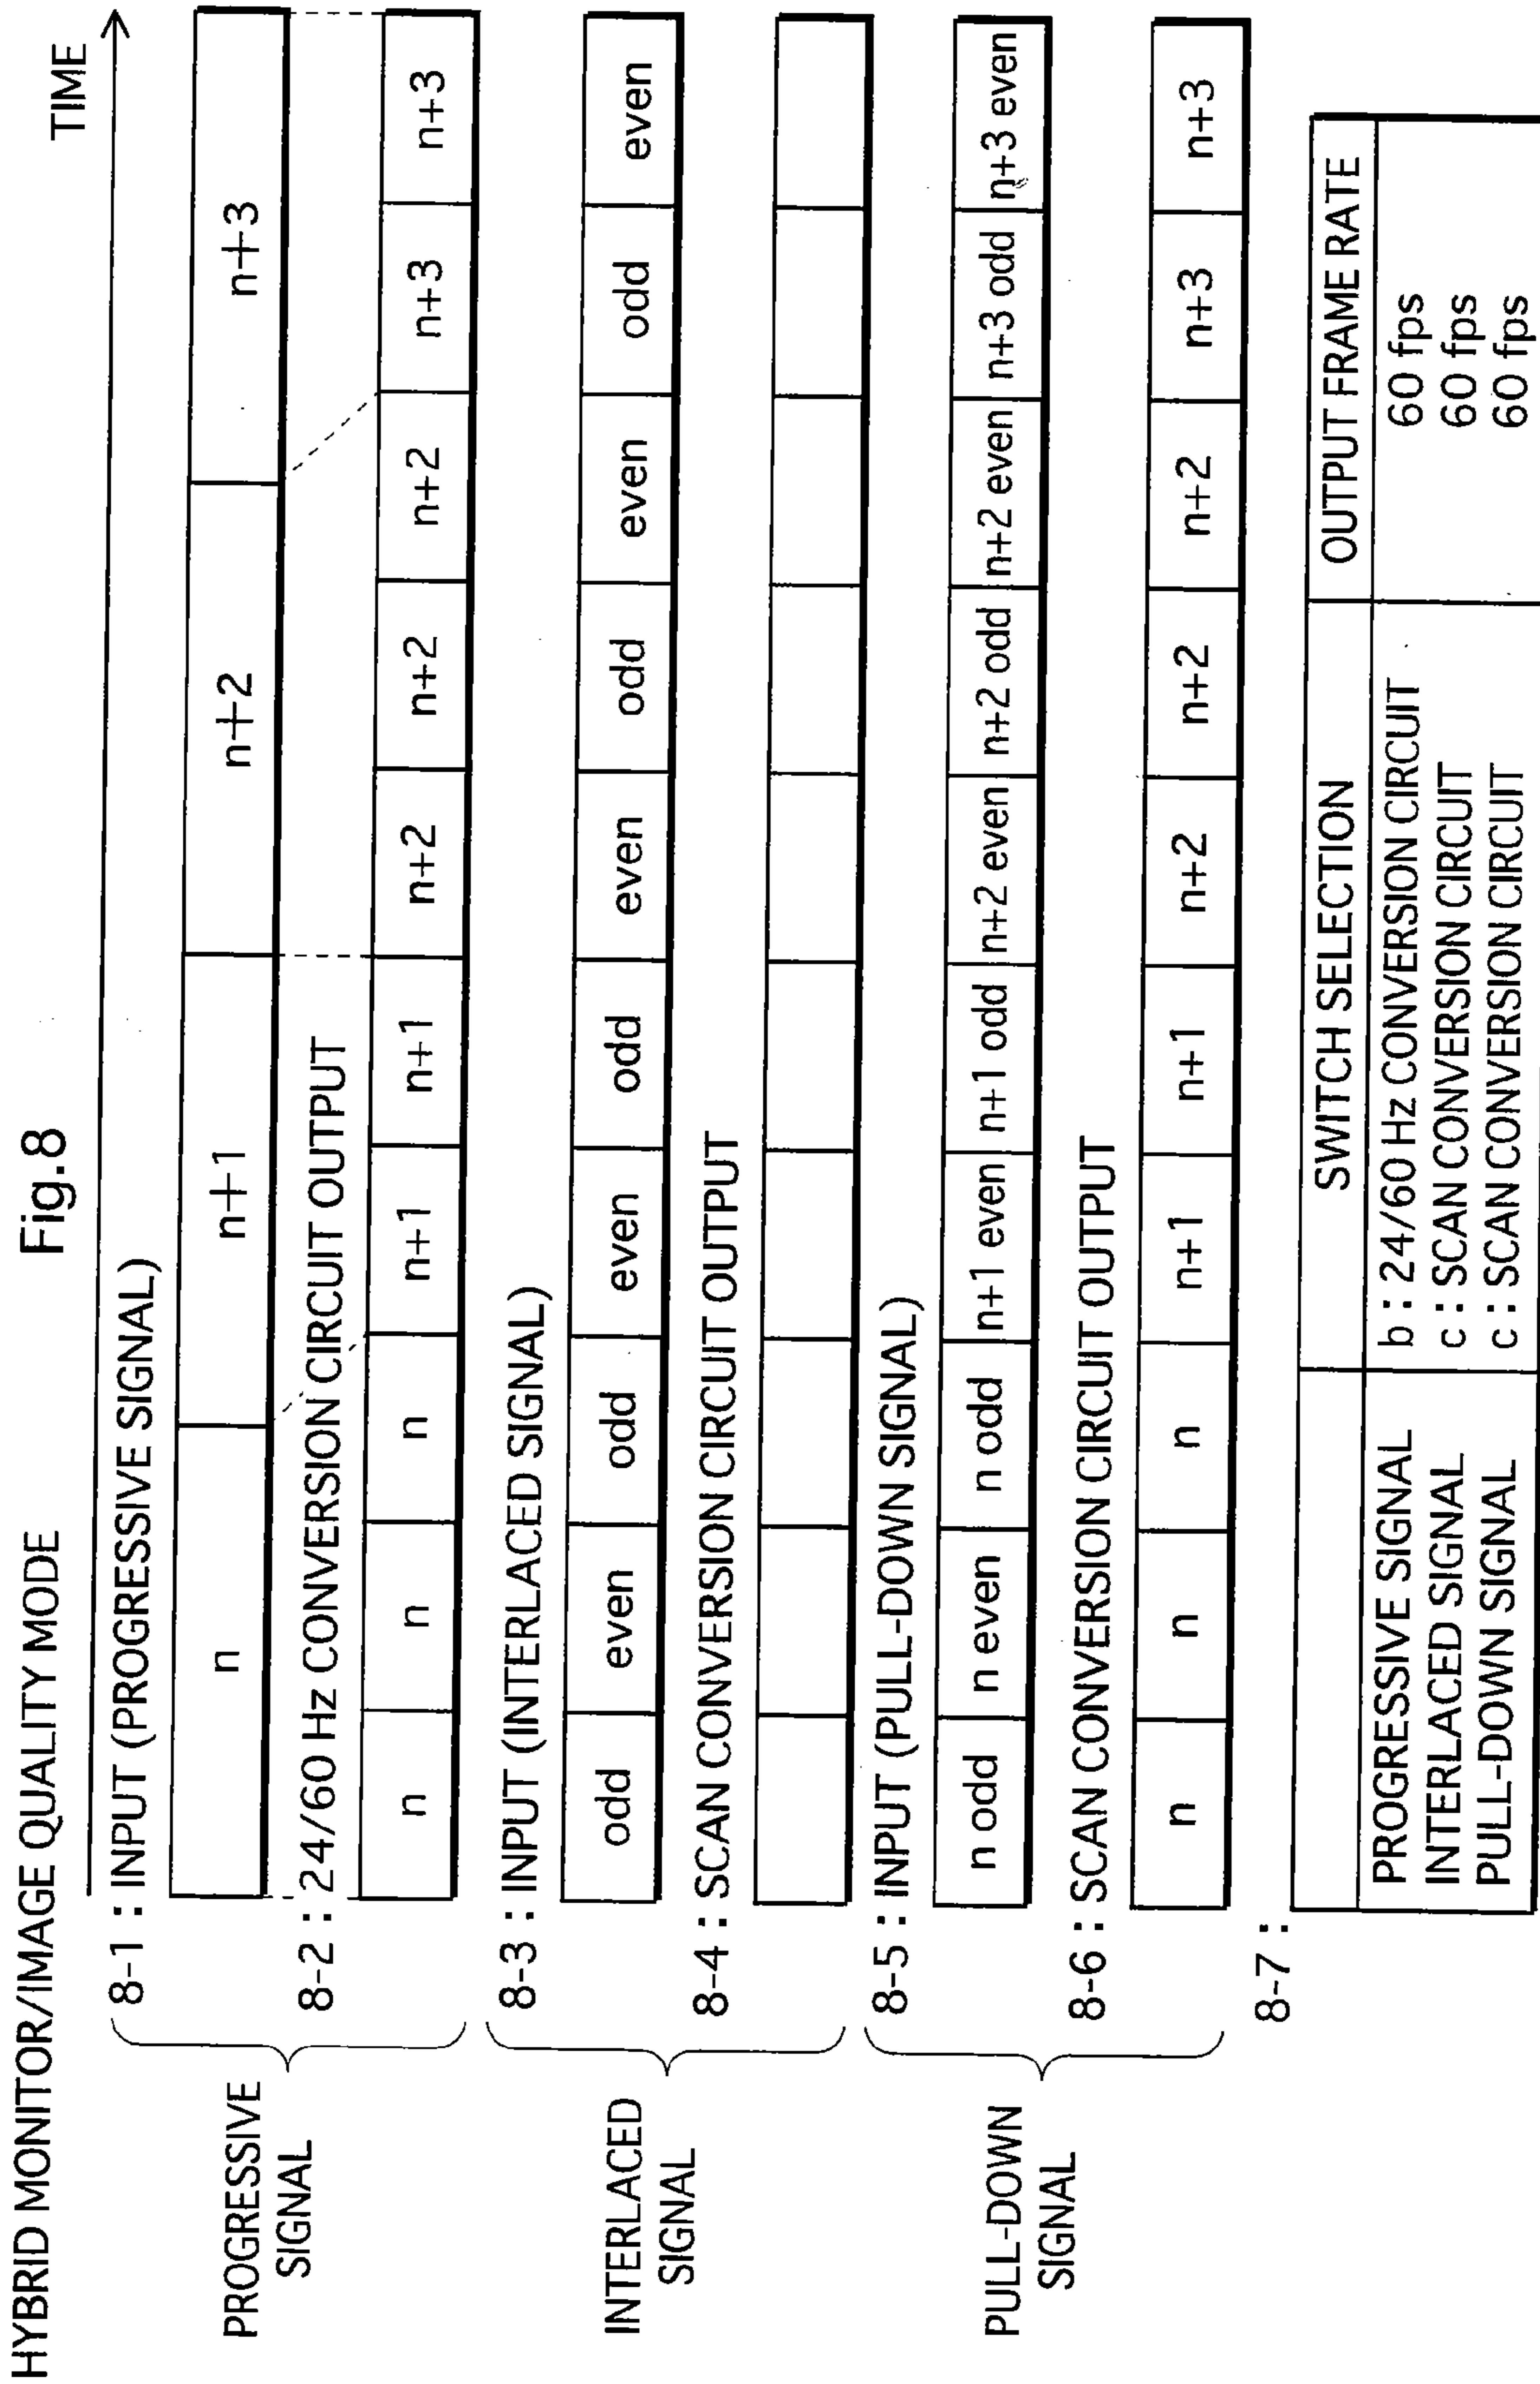 Fig.8
HYBRID MONITOR/IMAGE QUALITY MODE
TIME
PROGRESSIVE
SIGNAL
8-1 : INPUT (PROGRESSIVE SIGNAL)
n n+1 n+2 n+3
8-2 : 24/60 Hz CONVERSION CIRCUIT OUTPUT
n n n n+1 n+1 n+2 n+2 n+2 n+3 n+3
INTERLACED
SIGNAL
8-3 : INPUT (INTERLACED SIGNAL)
odd even odd even odd even odd even odd even
8-4 : SCAN CONVERSION CIRCUIT OUTPUT
PULL-DOWN
SIGNAL
8-5 : INPUT (PULL-DOWN SIGNAL)
n odd n even n odd n+1 even n+1 odd n+2 even n+2 odd n+2 even n+3 odd n+3 even
8-6 : SCAN CONVERSION CIRCUIT OUTPUT
n n n n+1 n+1 n+2 n+2 n+2 n+3 n+3
8-7 :
SWITCH SELECTION OUTPUT FRAME RATE
PROGRESSIVE SIGNAL b : 24/60 Hz CONVERSION CIRCUIT 60 fps
INTERLACED SIGNAL c : SCAN CONVERSION CIRCUIT 60 fps
PULL-DOWN SIGNAL c : SCAN CONVERSION CIRCUIT 60 fps